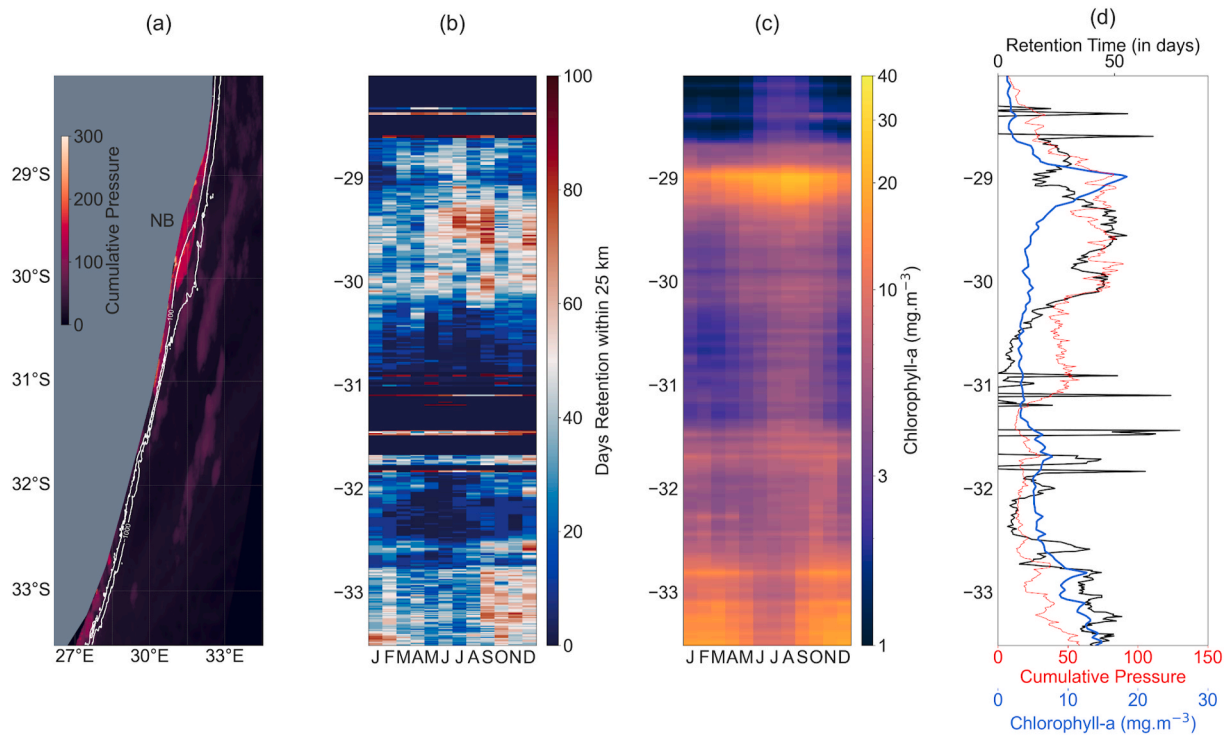 (a)
(b)
(c)
(d)
29°S
30°S
31°S
32°S
33°S
27°E 30°E 33°E
300
200
100
0
Cumulative Pressure
NB
100
1000
−29
−30
−31
−32
−33
J F M A M J J A S O N D
100
80
60
40
20
0
Days Retention within 25 km
−29
−30
−31
−32
−33
J F M A M J J A S O N D
40
30
20
10
3
1
Chlorophyll-a (mg.m⁻³)
Retention Time (in days)
0 50
−29
−30
−31
−32
−33
0 50 100 150
Cumulative Pressure
0 10 20 30
Chlorophyll-a (mg.m⁻³)